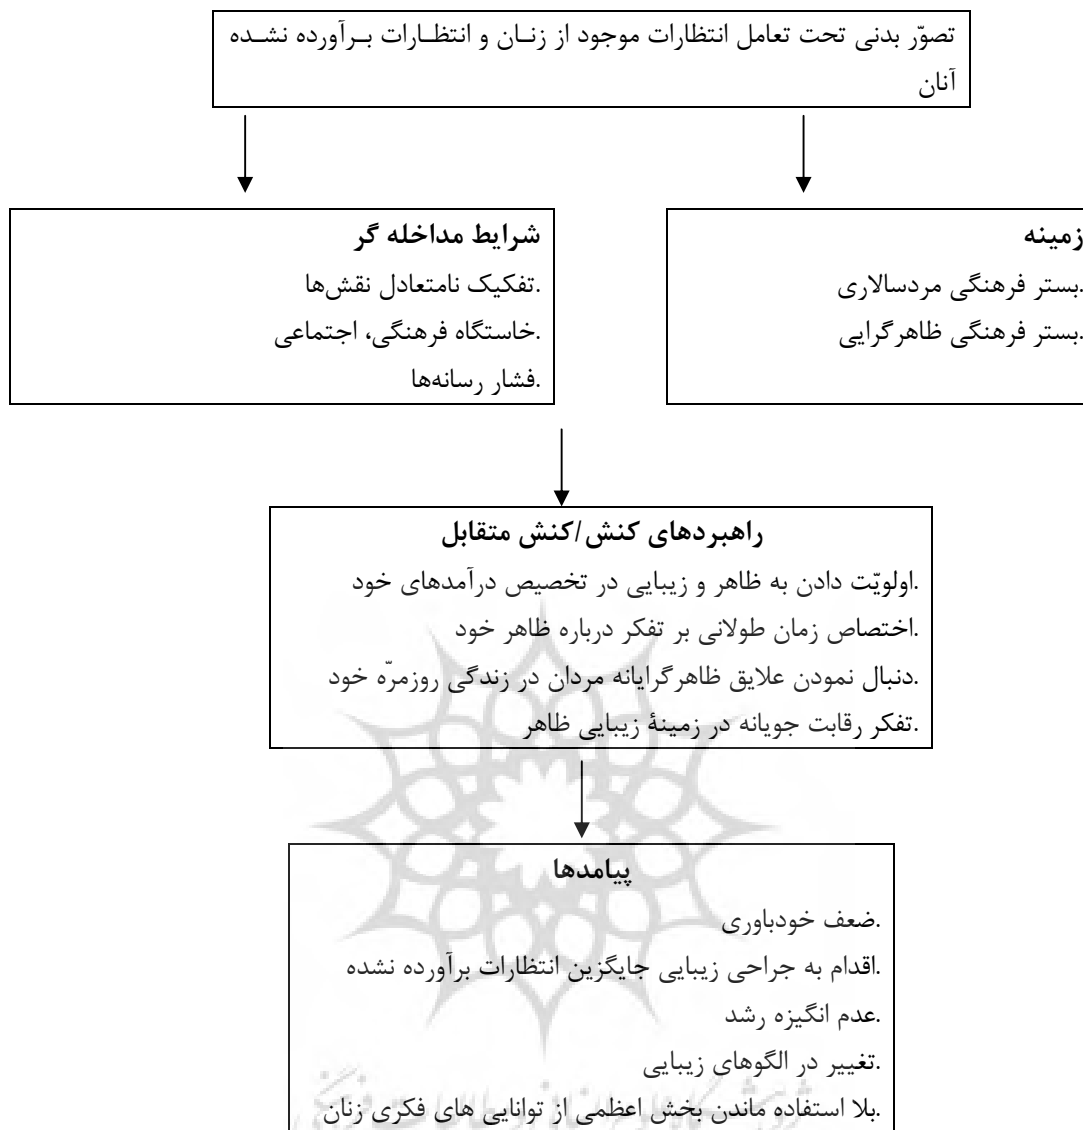 تصوّر بدنی تحت تعامل انتظارات موجود از زنـان و انتظـارات بـرآورده نشـده
آنان
زمینه
.بستر فرهنگی مردسالاری
.بستر فرهنگی ظاهرگرایی
شرایط مداخله گر
.تفکیک نامتعادل نقش‌ها
.خاستگاه فرهنگی، اجتماعی
.فشار رسانه‌ها
راهبردهای کنش/کنش متقابل
.اولویّت دادن به ظاهر و زیبایی در تخصیص درآمدهای خود
.اختصاص زمان طولانی بر تفکر درباره ظاهر خود
.دنبال نمودن علایق ظاهرگرایانه مردان در زندگی روزمرّه خود
.تفکر رقابت جویانه در زمینۀ زیبایی ظاهر
پیامدها
.ضعف خودباوری
.اقدام به جراحی زیبایی جایگزین انتظارات برآورده نشده
.عدم انگیزه رشد
.تغییر در الگوهای زیبایی
.بلا استفاده ماندن بخش اعظمی از توانایی های فکری زنان